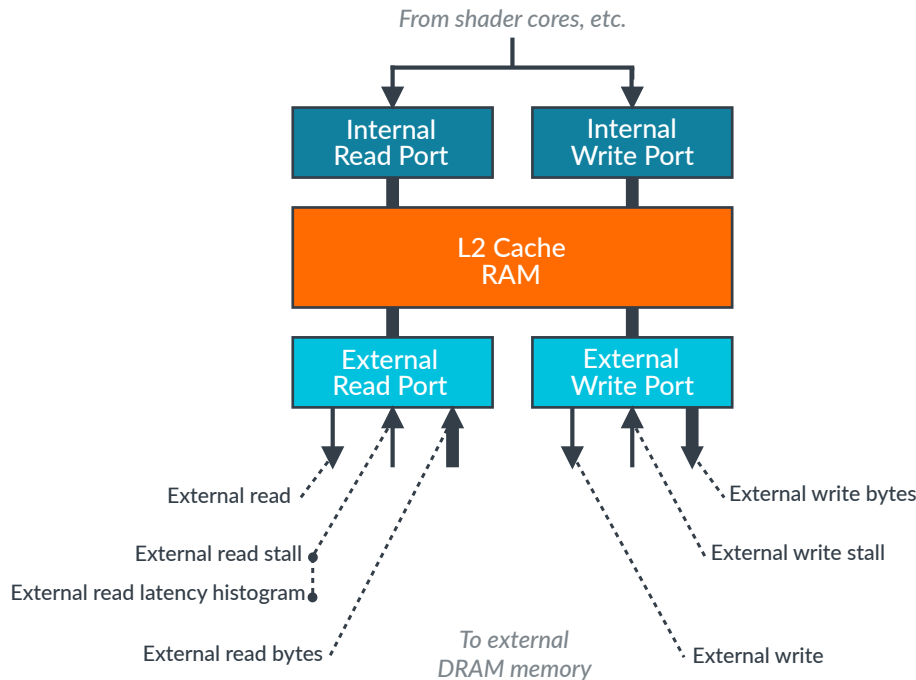 From shader cores, etc.
Internal
Read Port
Internal
Write Port
L2 Cache
RAM
External
Read Port
External
Write Port
External read
External write bytes
External read stall
External write stall
External read latency histogram
External read bytes
To external
DRAM memory
External write